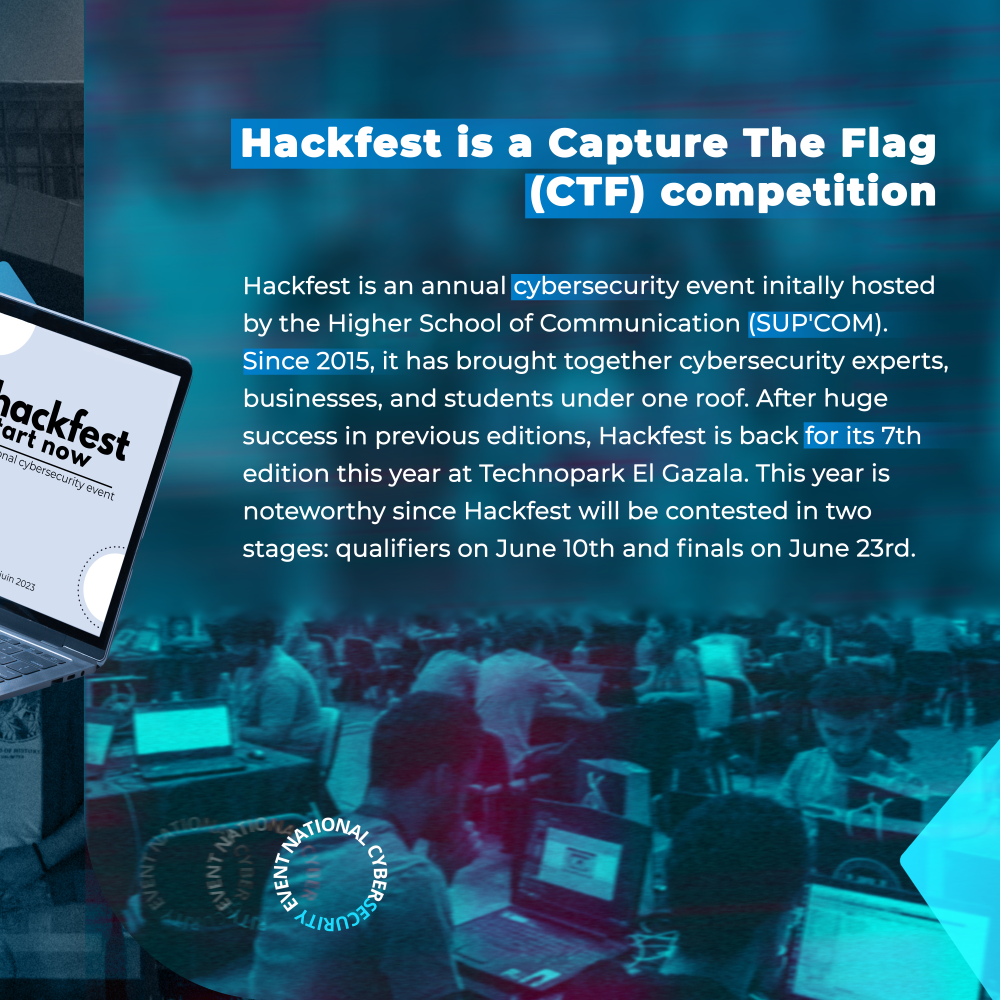 Hackfest is a Capture The Flag
(CTF) competition
Hackfest is an annual cybersecurity event initally hosted
by the Higher School of Communication (SUP'COM).
Since 2015, it has brought together cybersecurity experts,
businesses, and students under one roof. After huge
success in previous editions, Hackfest is back for its 7th
edition this year at Technopark El Gazala. This year is
noteworthy since Hackfest will be contested in two
stages: qualifiers on June 10th and finals on June 23rd.
hackfest
tart now
onal cybersecurity event
juin 2023
NATIONAL CYBERSECURITY EVENT